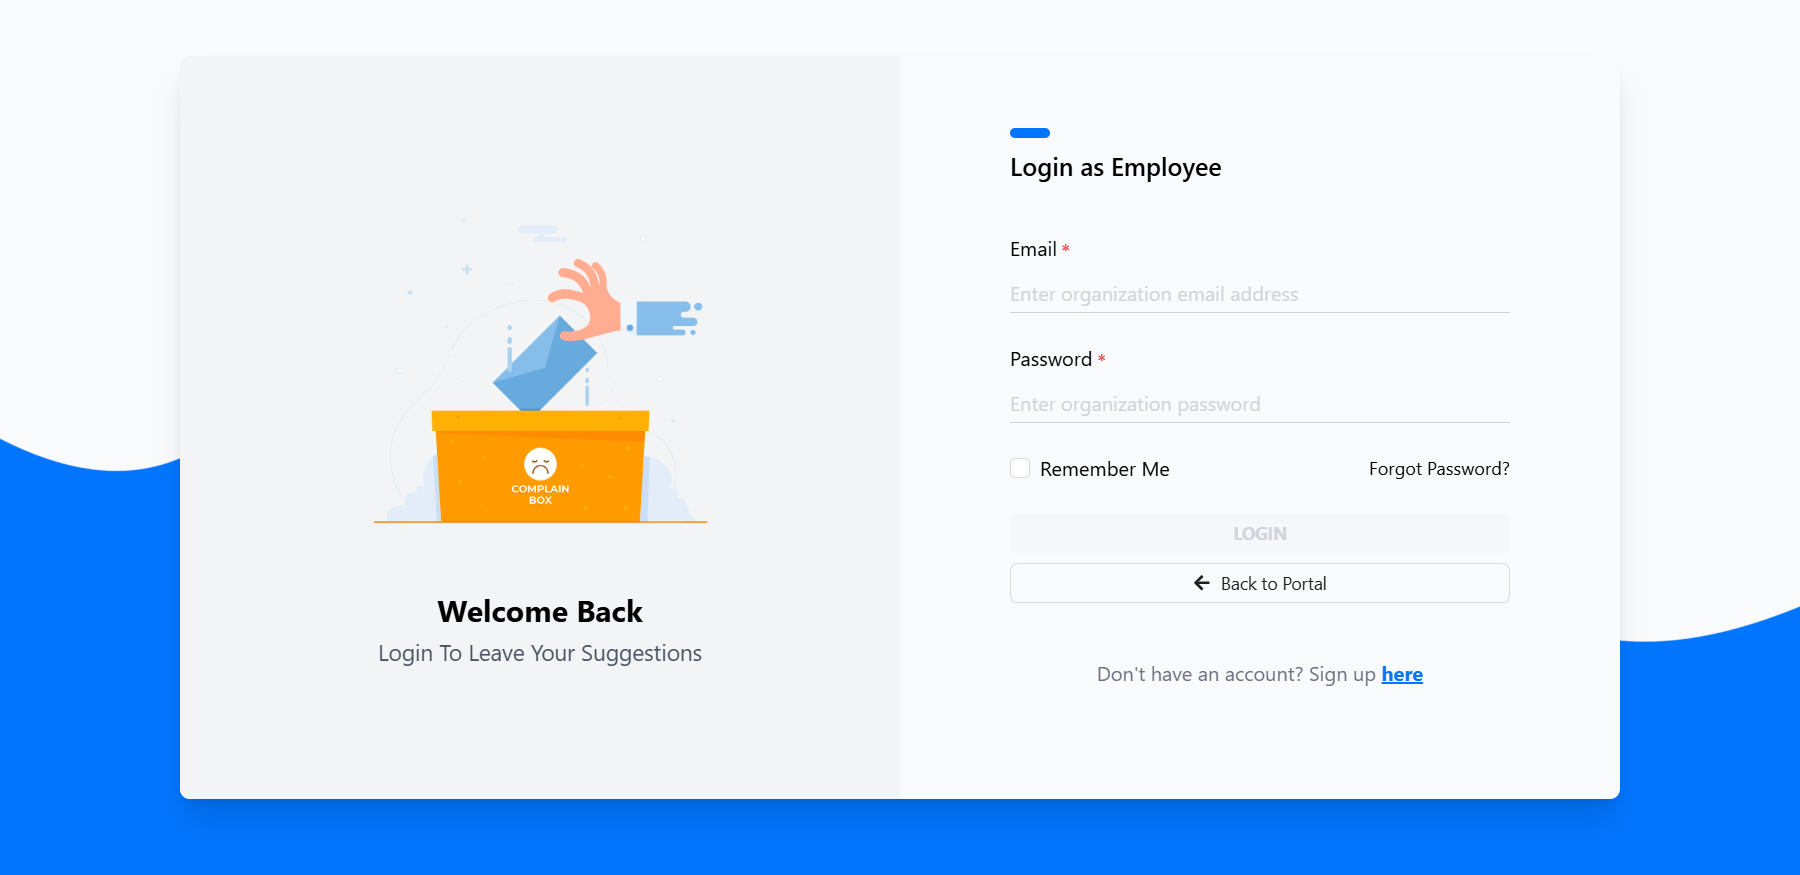 COMPLAIN
BOX
Welcome Back
Login To Leave Your Suggestions
Login as Employee
Email *
Enter organization email address
Password *
Enter organization password
Remember Me
Forgot Password?
LOGIN
Back to Portal
Don't have an account? Sign up here